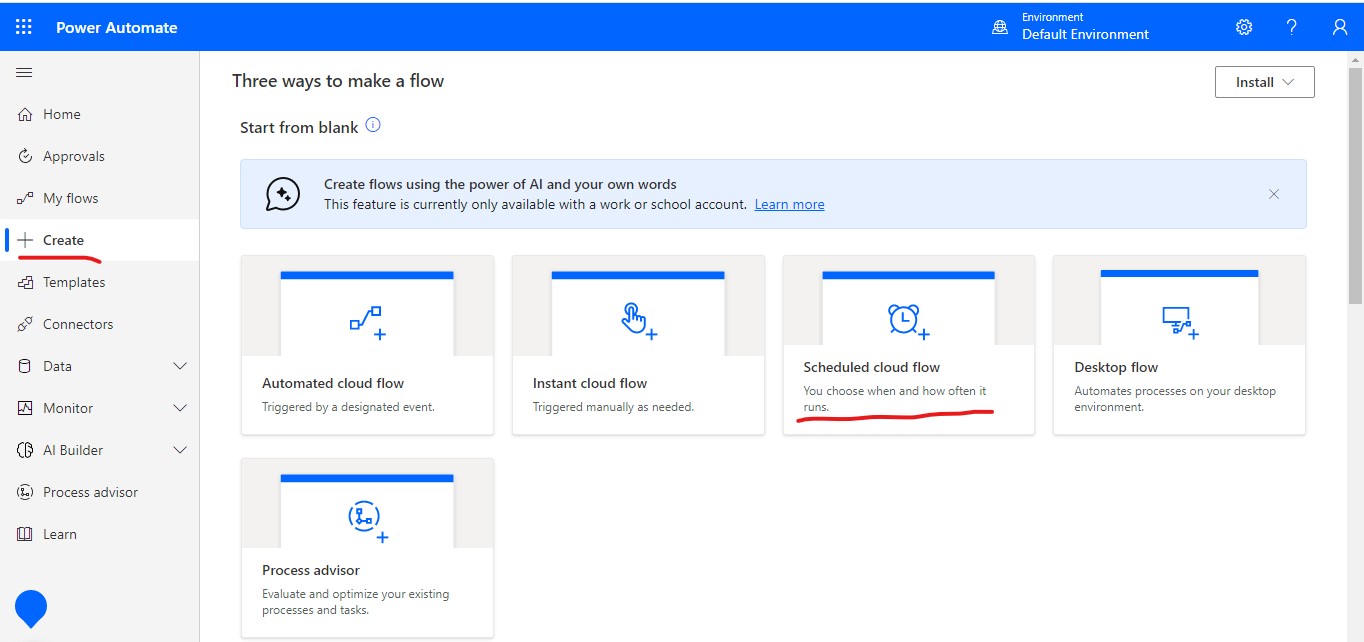 Power Automate
Environment
Default Environment
?
Home
Approvals
My flows
Create
Templates
Connectors
Data
Monitor
AI Builder
Process advisor
Learn
Three ways to make a flow
Install
Start from blank
Create flows using the power of AI and your own words
This feature is currently only available with a work or school account. Learn more
Automated cloud flow
Triggered by a designated event.
Instant cloud flow
Triggered manually as needed.
Scheduled cloud flow
You choose when and how often it
runs.
Desktop flow
Automates processes on your desktop
environment.
Process advisor
Evaluate and optimize your existing
processes and tasks.